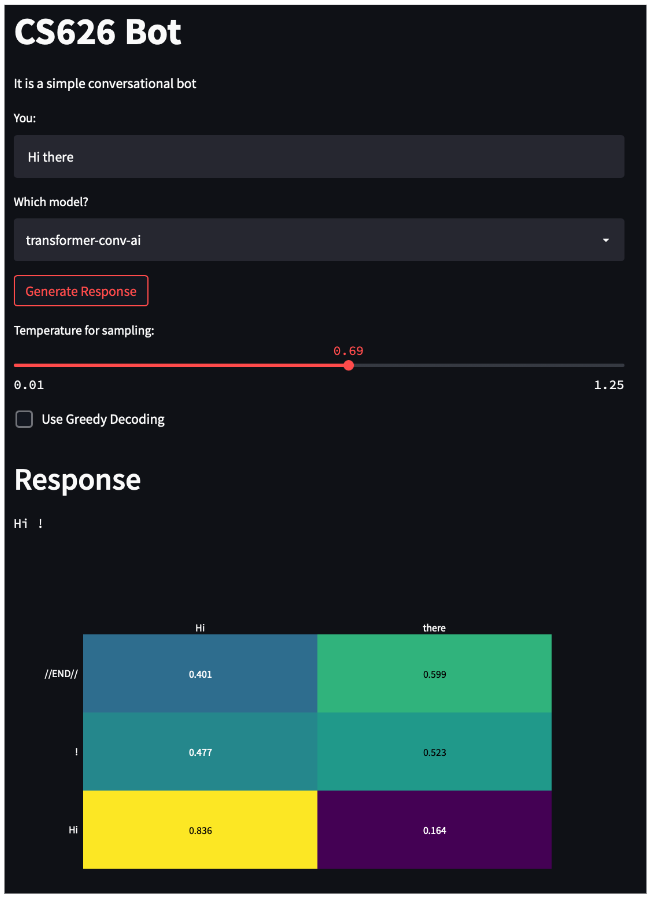 CS626 Bot
It is a simple conversational bot
You:
Hi there
Which model?
transformer-conv-ai
Generate Response
Temperature for sampling:
0.69
0.01 1.25
Use Greedy Decoding
Response
Hi !
Hi there
//END// 0.401 0.599
! 0.477 0.523
Hi 0.836 0.164